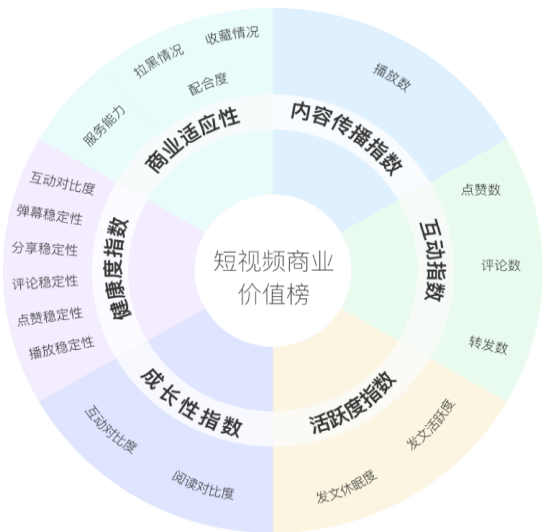 短视频商业
价值榜
内容传播指数
播放数
互动指数
点赞数
评论数
转发数
活跃度指数
发文活跃度
发文休眠度
成长性指数
阅读对比度
互动对比度
健康度指数
互动对比度
弹幕稳定性
分享稳定性
评论稳定性
点赞稳定性
播放稳定性
商业适应性
服务能力
拉黑情况
收藏情况
配合度